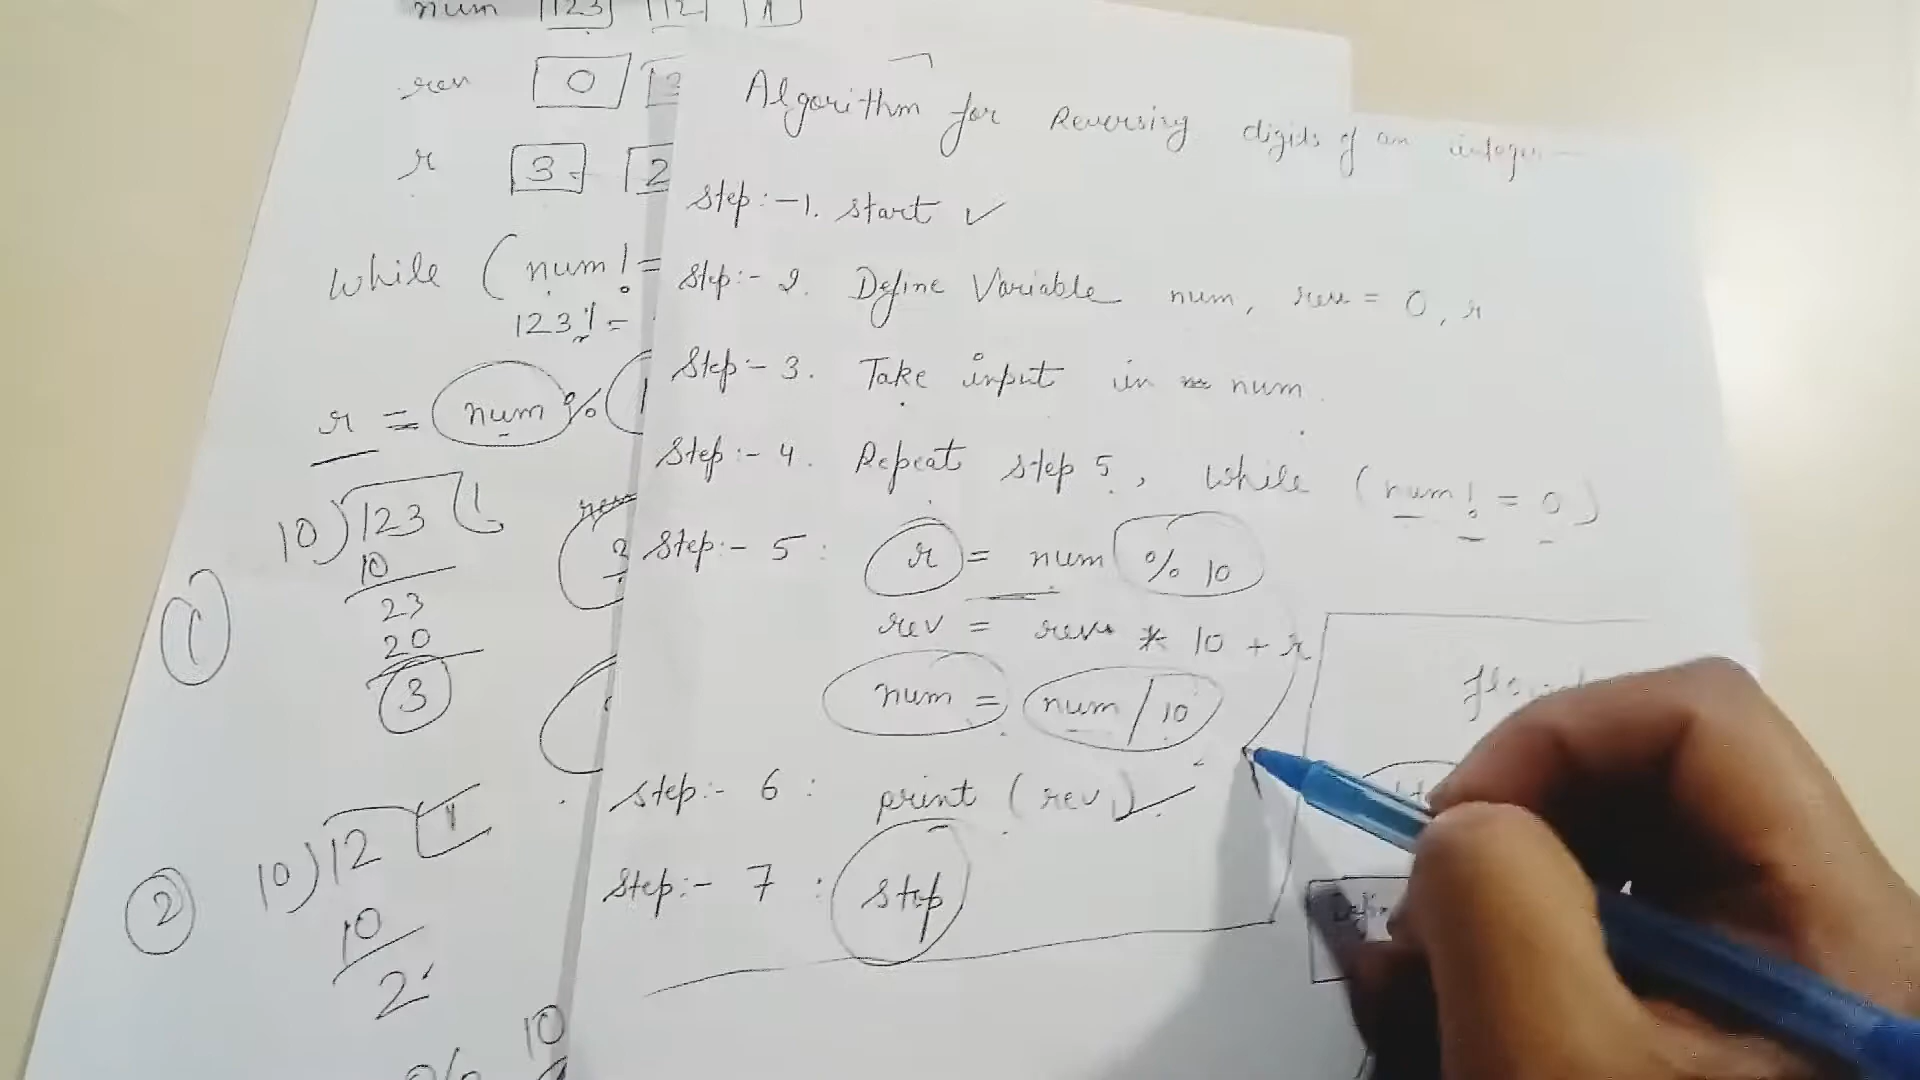 num 123 12 1
rev 0
r 3 2
while (num !=
123 ! =
r = num %
10) 123 (1
10
23
20
3
1
10) 12 (1
10
2
2
10
Algorithm for Reversing digits of an integer
Step:-1. Start ✓
Step:- 2. Define Variable num, rev = 0, r
Step:- 3. Take input in num.
Step:- 4. Repeat step 5, While (num! = 0)
Step:- 5: r = num % 10
rev = rev * 10 + r
num = num / 10
Step:- 6: print (rev)
Step:- 7: stop